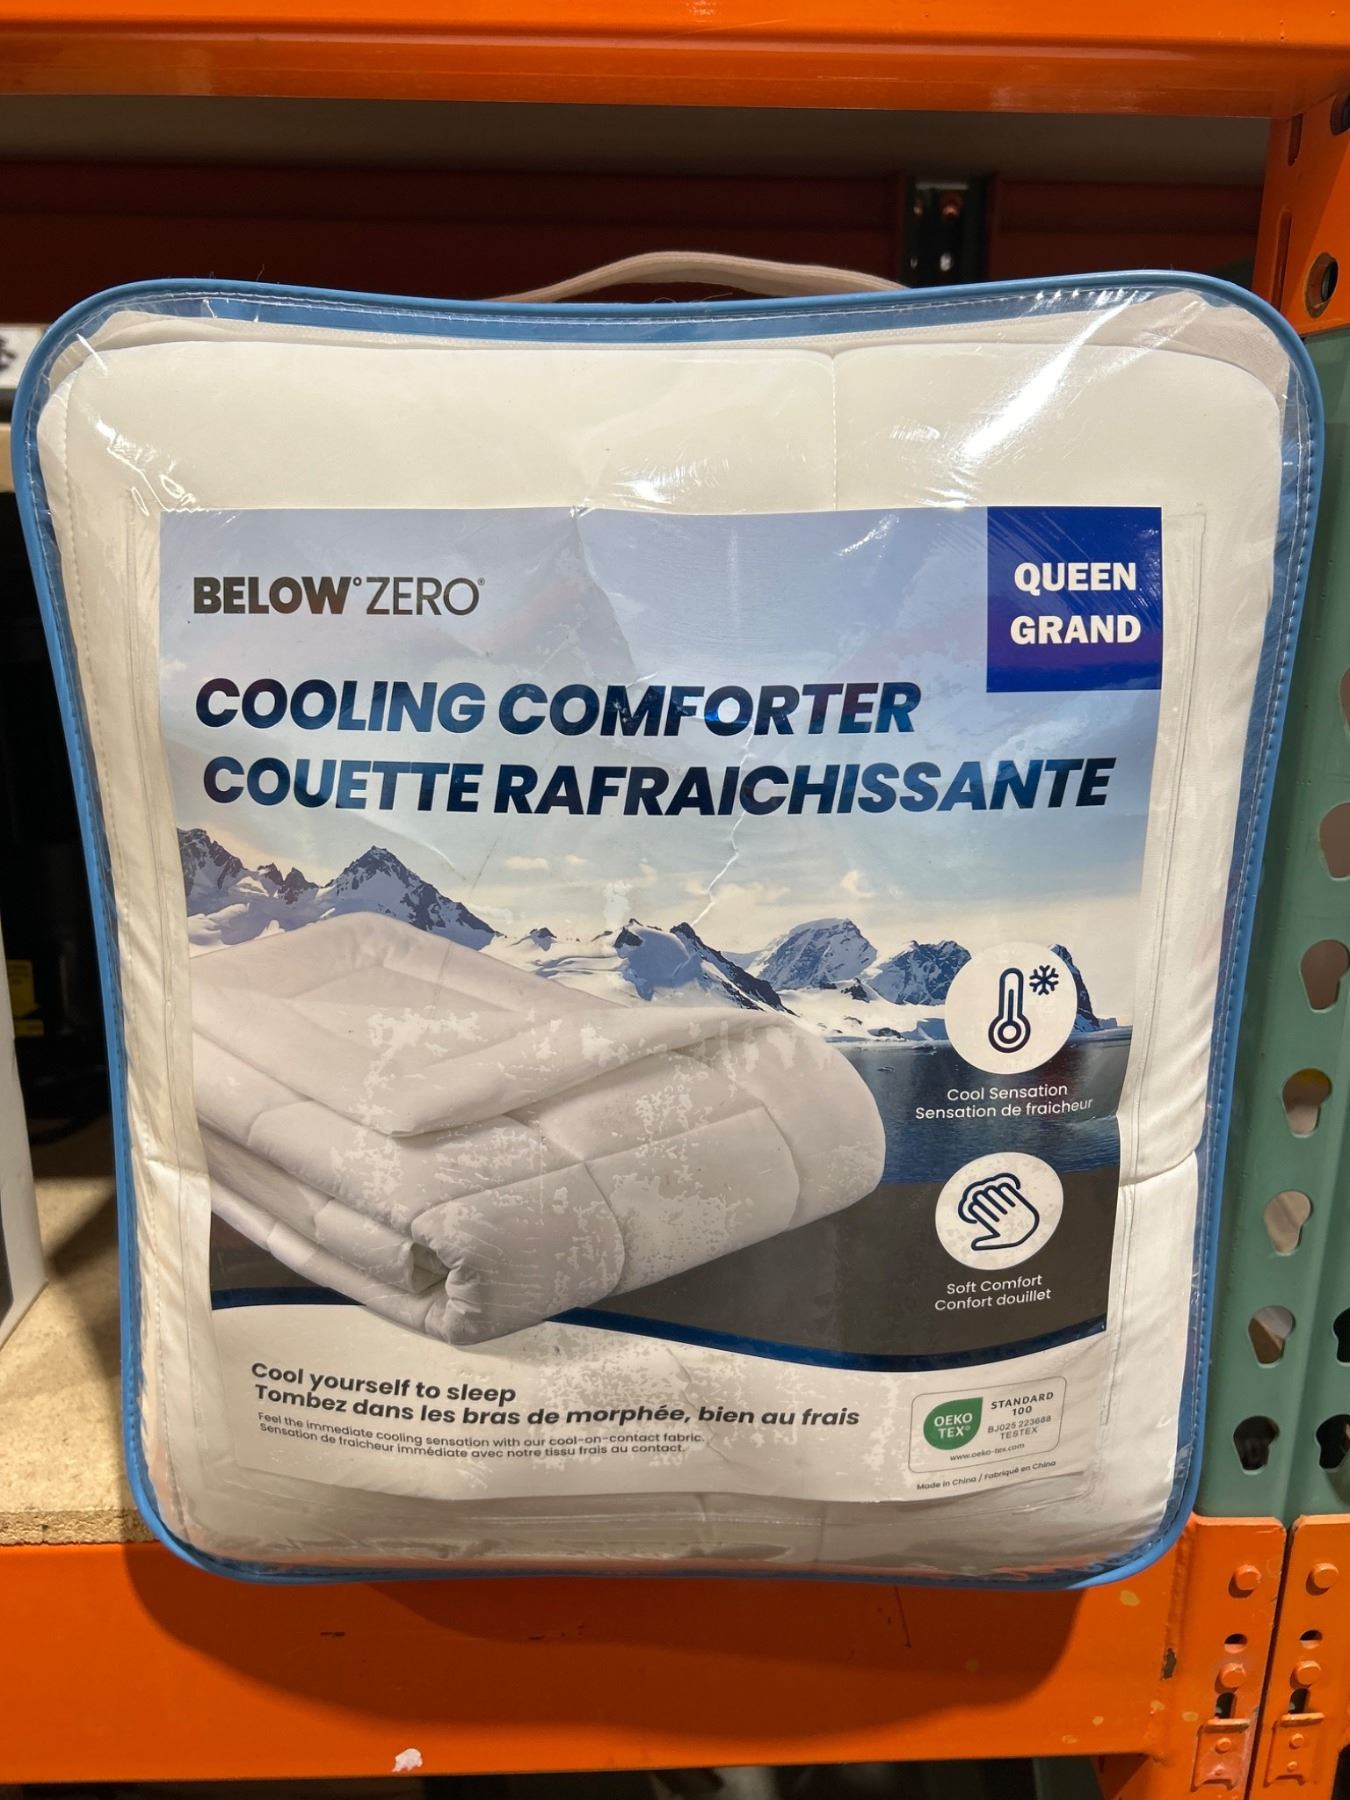 BELOW° ZERO®
QUEEN
GRAND
COOLING COMFORTER
COUETTE RAFRAICHISSANTE
Cool Sensation
Sensation de fraicheur
Soft Comfort
Confort douillet
Cool yourself to sleep
Tombez dans les bras de morphée, bien au frais
Feel the immediate cooling sensation with our cool-on-contact fabric.
Sensation de fraicheur immédiate avec notre tissu frais au contact.
OEKO
TEX®
STANDARD
100
BJ025 223688
TESTEX
www.oeko-tex.com
Made in China / Fabriqué en China